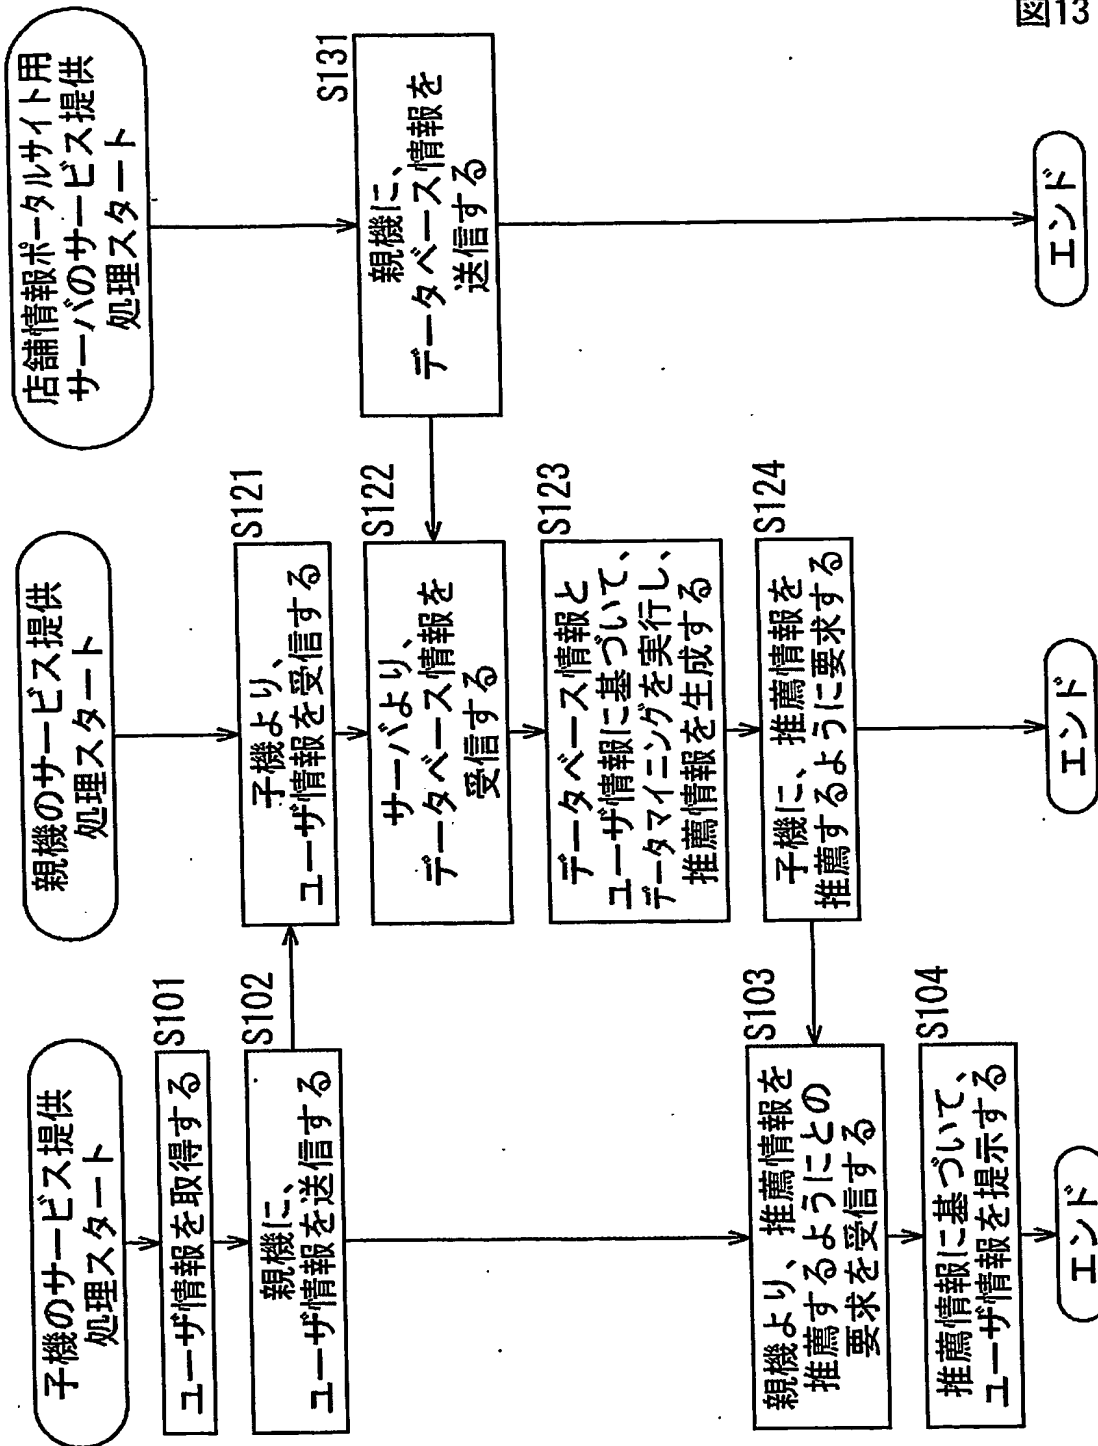 図13
子機のサービス提供
処理スタート
S101
ユーザ情報を取得する
S102
親機に、
ユーザ情報を送信する
S103
親機より、推薦情報を
推薦するようにとの
要求を受信する
S104
推薦情報に基づいて、
ユーザ情報を提示する
エンド
親機のサービス提供
処理スタート
S121
子機より、
ユーザ情報を受信する
S122
サーバより、
データベース情報を
受信する
S123
データベース情報と
ユーザ情報に基づいて、
データマイニングを実行し、
推薦情報を生成する
S124
子機に、推薦情報を
推薦するように要求する
エンド
店舗情報ポータルサイト用
サーバのサービス提供
処理スタート
S131
親機に、
データベース情報を
送信する
エンド